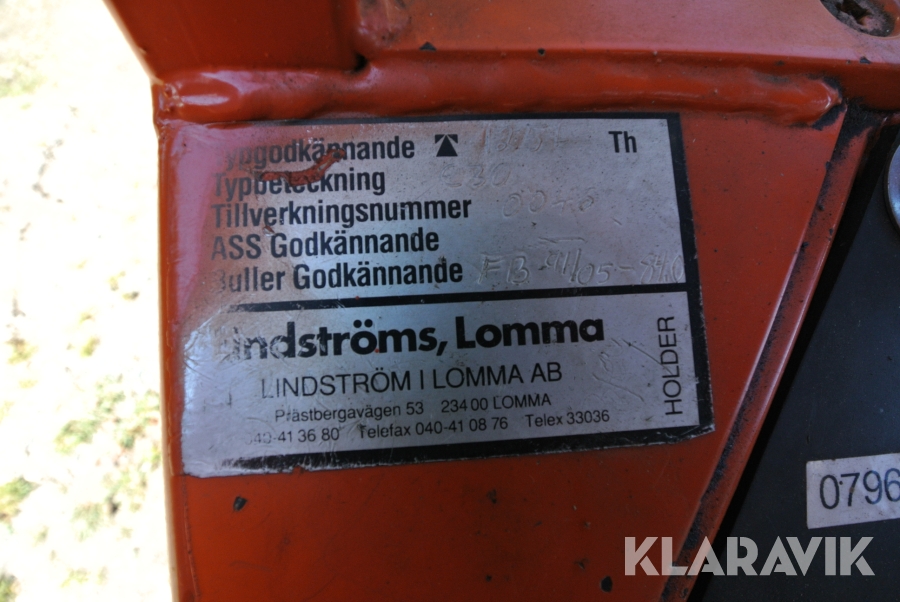 Typgodkännande Th
Typbeteckning
Tillverkningsnummer
ASS Godkännande
Buller Godkännande
Lindströms, Lomma
LINDSTRÖM I LOMMA AB
Prästbergavägen 53 234 00 LOMMA
040-41 36 80 Telefax 040-41 08 76 Telex 33036
HOLDER
0796
KLARAVIK